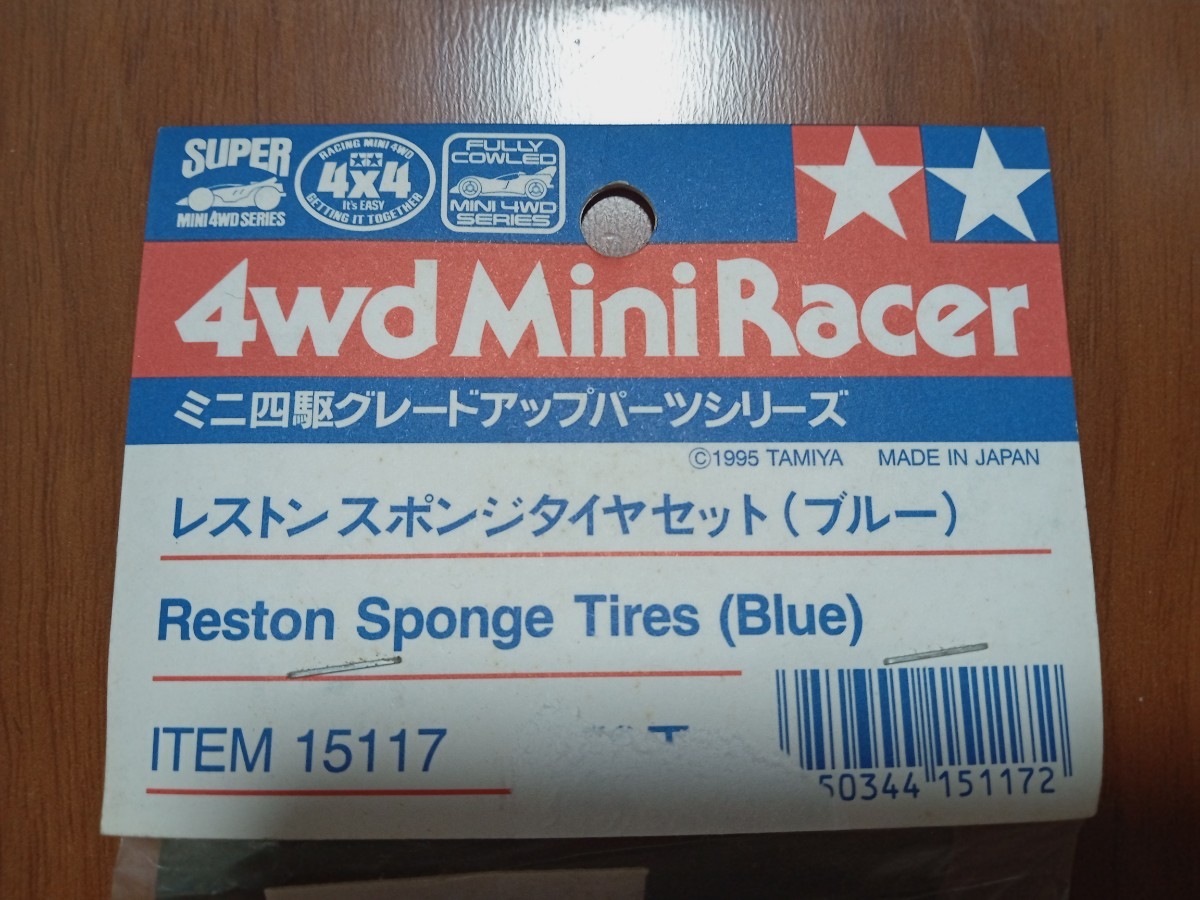 SUPER
MINI 4WD SERIES
RACING MINI 4WD
4x4
It's EASY
GETTING IT TOGETHER
FULLY
COWLED
MINI 4WD
SERIES
4wd Mini Racer
ミニ四駆グレードアップパーツシリーズ
©1995 TAMIYA MADE IN JAPAN
レストン スポンジタイヤセット(ブルー)
Reston Sponge Tires (Blue)
ITEM 15117
50344 151172